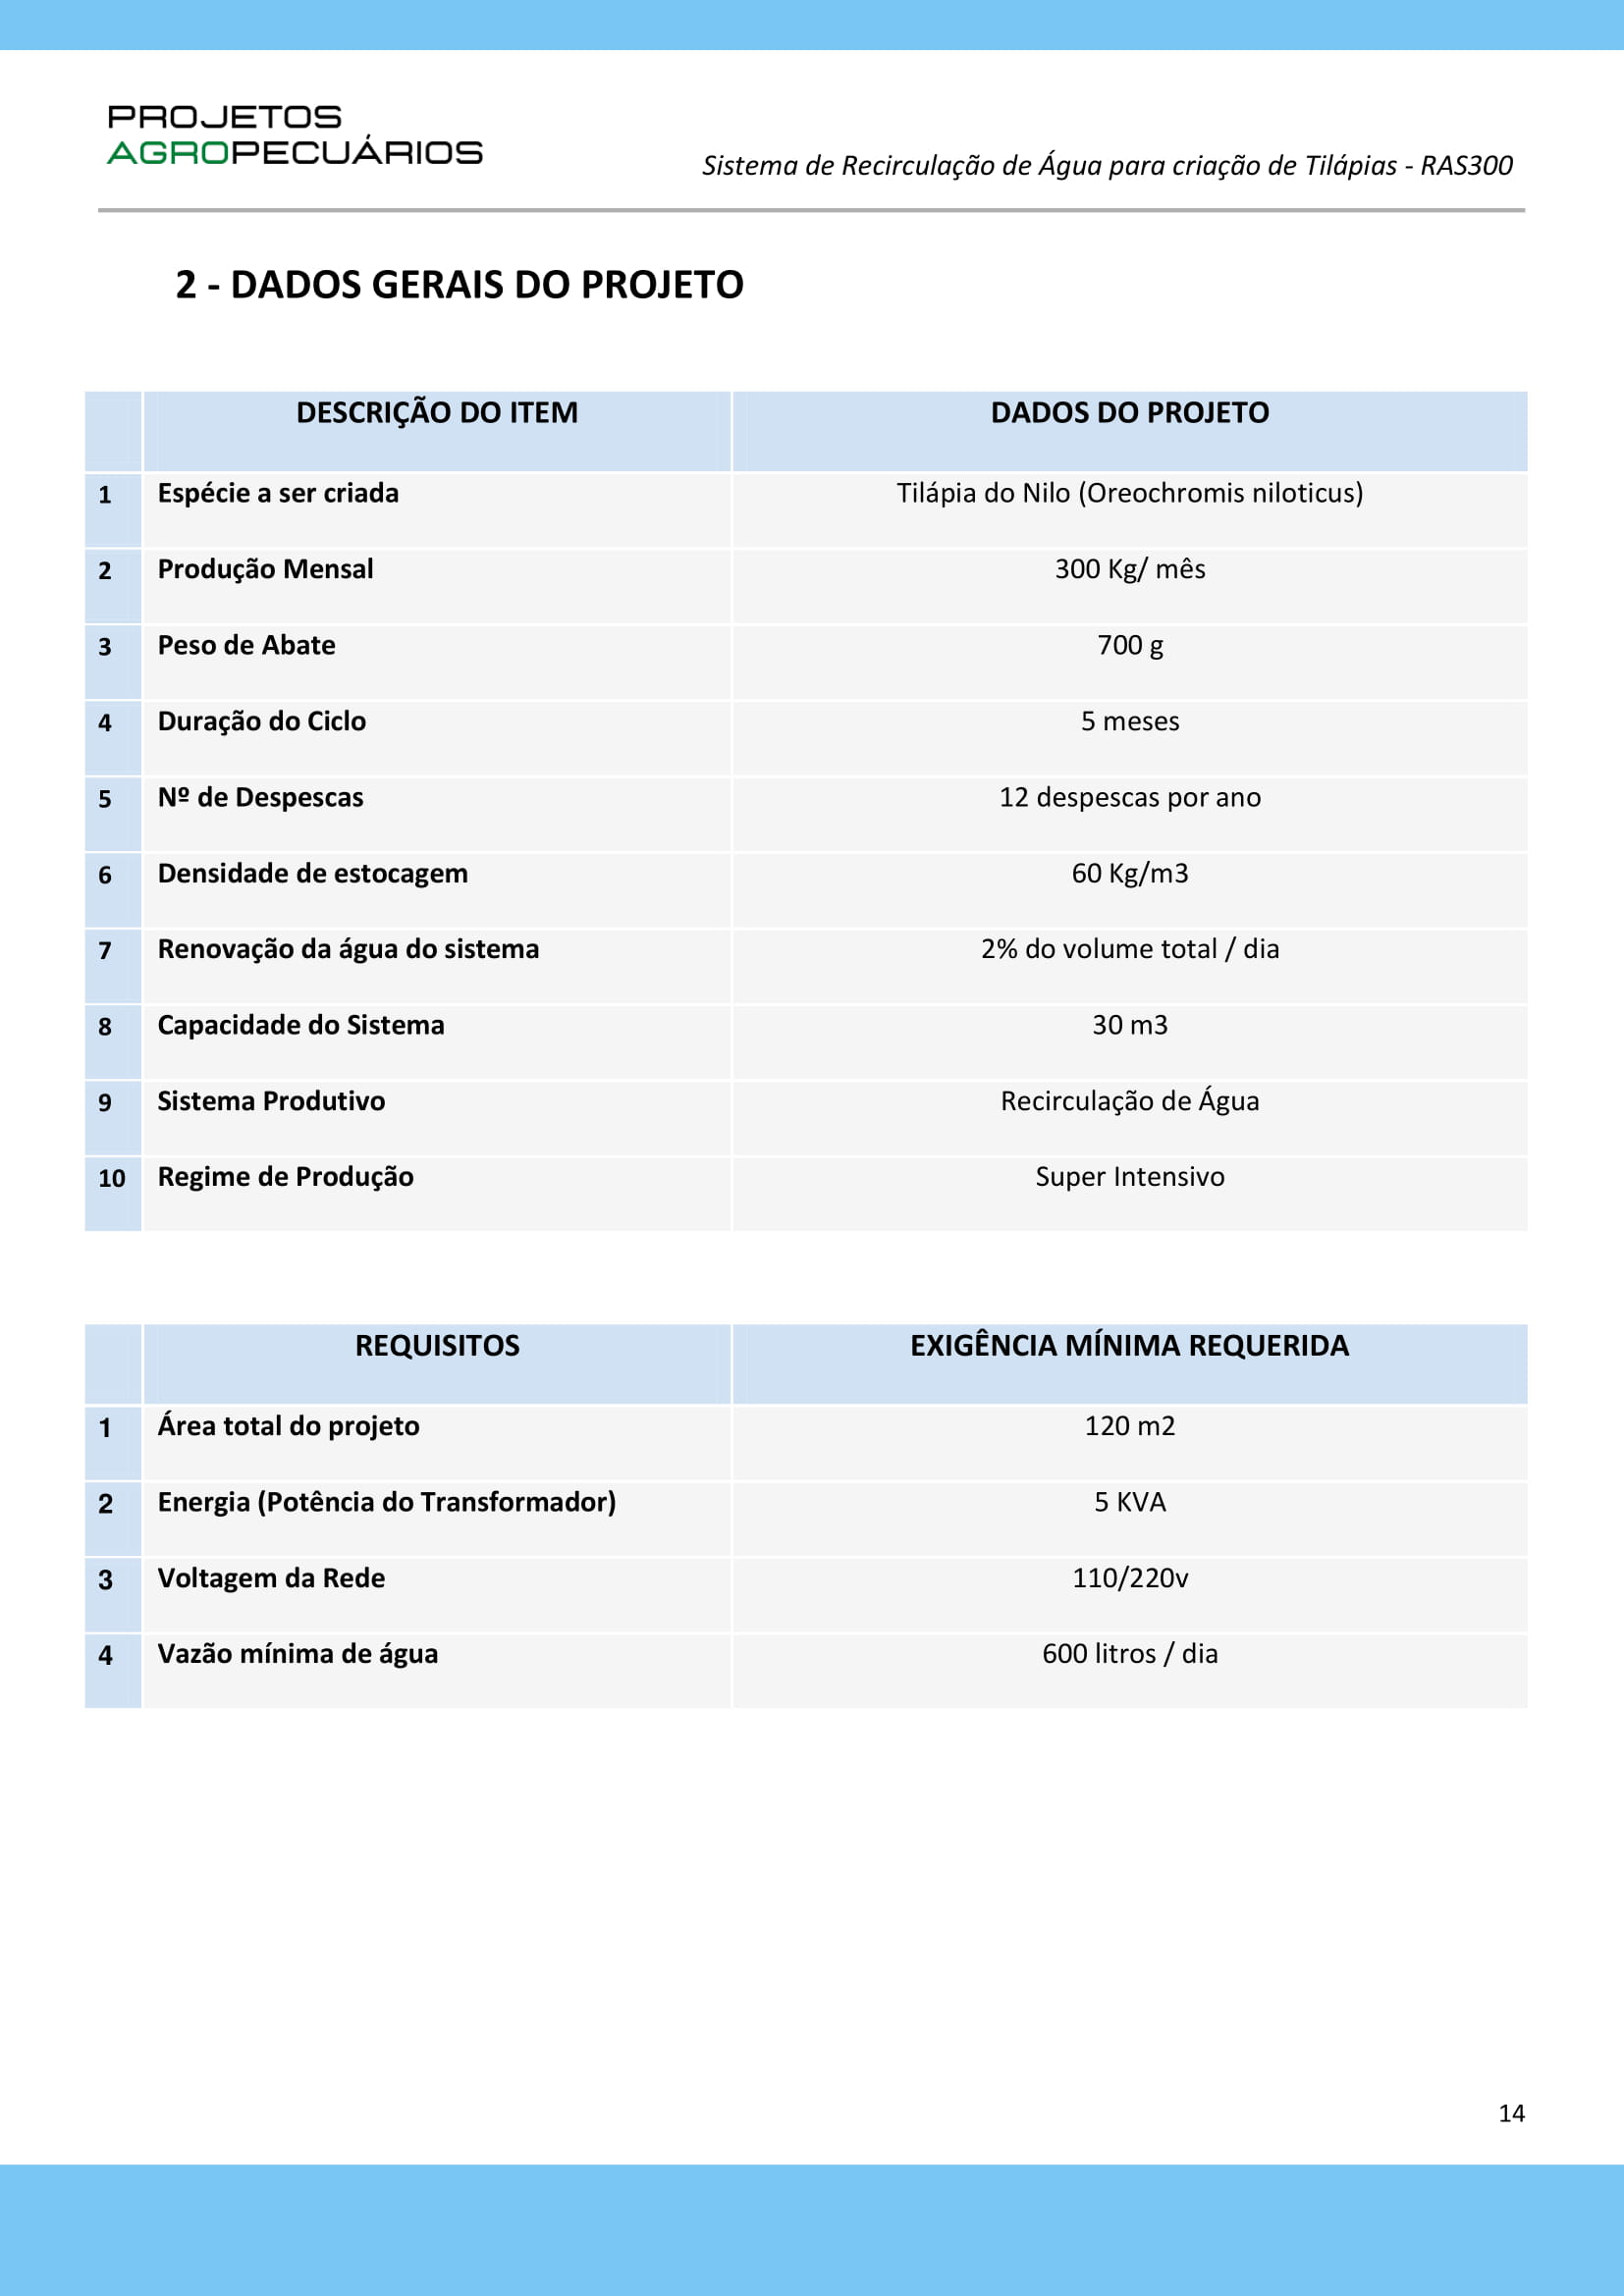 PROJETOS
AGROPECUÁRIOS
Sistema de Recirculação de Água para criação de Tilápias - RAS300
2 - DADOS GERAIS DO PROJETO
DESCRIÇÃO DO ITEM DADOS DO PROJETO
1 Espécie a ser criada Tilápia do Nilo (Oreochromis niloticus)
2 Produção Mensal 300 Kg/ mês
3 Peso de Abate 700 g
4 Duração do Ciclo 5 meses
5 Nº de Despescas 12 despescas por ano
6 Densidade de estocagem 60 Kg/m3
7 Renovação da água do sistema 2% do volume total / dia
8 Capacidade do Sistema 30 m3
9 Sistema Produtivo Recirculação de Água
10 Regime de Produção Super Intensivo
REQUISITOS EXIGÊNCIA MÍNIMA REQUERIDA
1 Área total do projeto 120 m2
2 Energia (Potência do Transformador) 5 KVA
3 Voltagem da Rede 110/220v
4 Vazão mínima de água 600 litros / dia
14